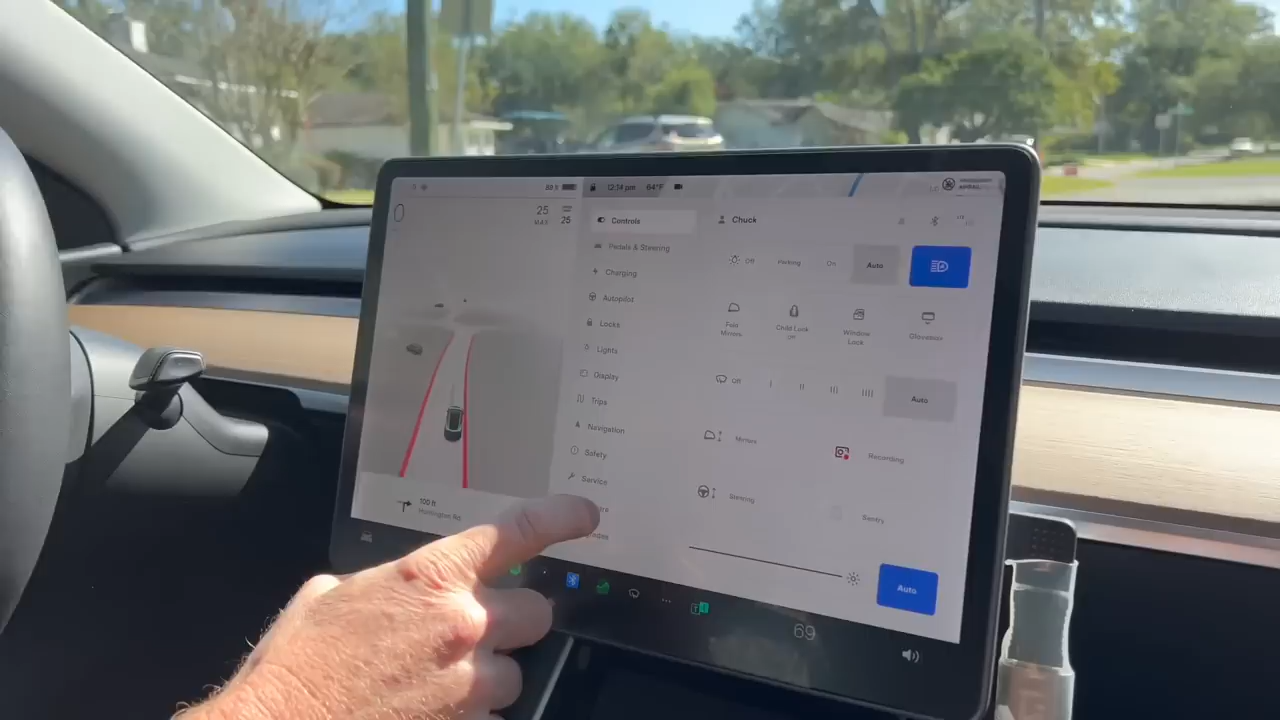 12:14 pm 64°F
25
MAX
25
Controls
Pedals & Steering
Charging
Autopilot
Locks
Lights
Display
Trips
Navigation
Safety
Service
Chuck
Off Parking On Auto
Fold
Mirrors
Child Lock
Off
Window
Lock
Glovebox
Off I II III IIII Auto
Mirrors
Recording
Steering
Sentry
Auto
100 ft
69